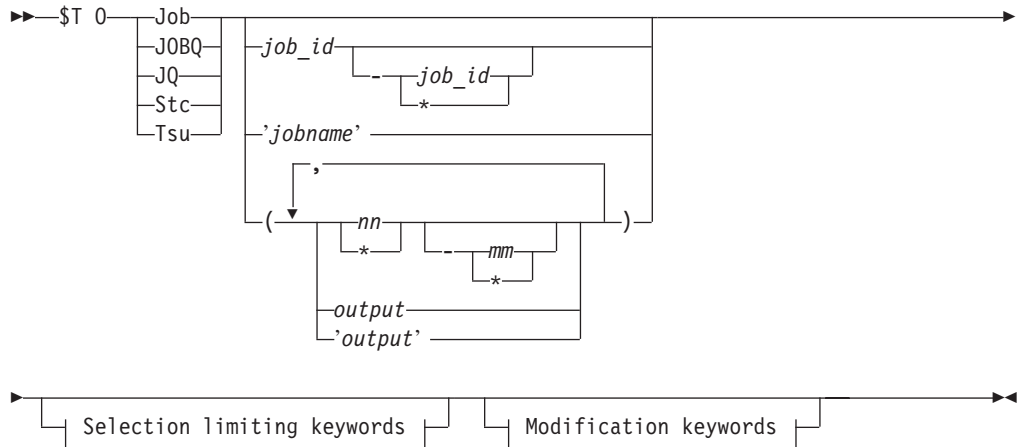 $T O Job
JOBQ job_id
JQ - job_id
Stc *
Tsu 'jobname'
,
( nn )
* - mm
*
output
'output'
Selection limiting keywords Modification keywords